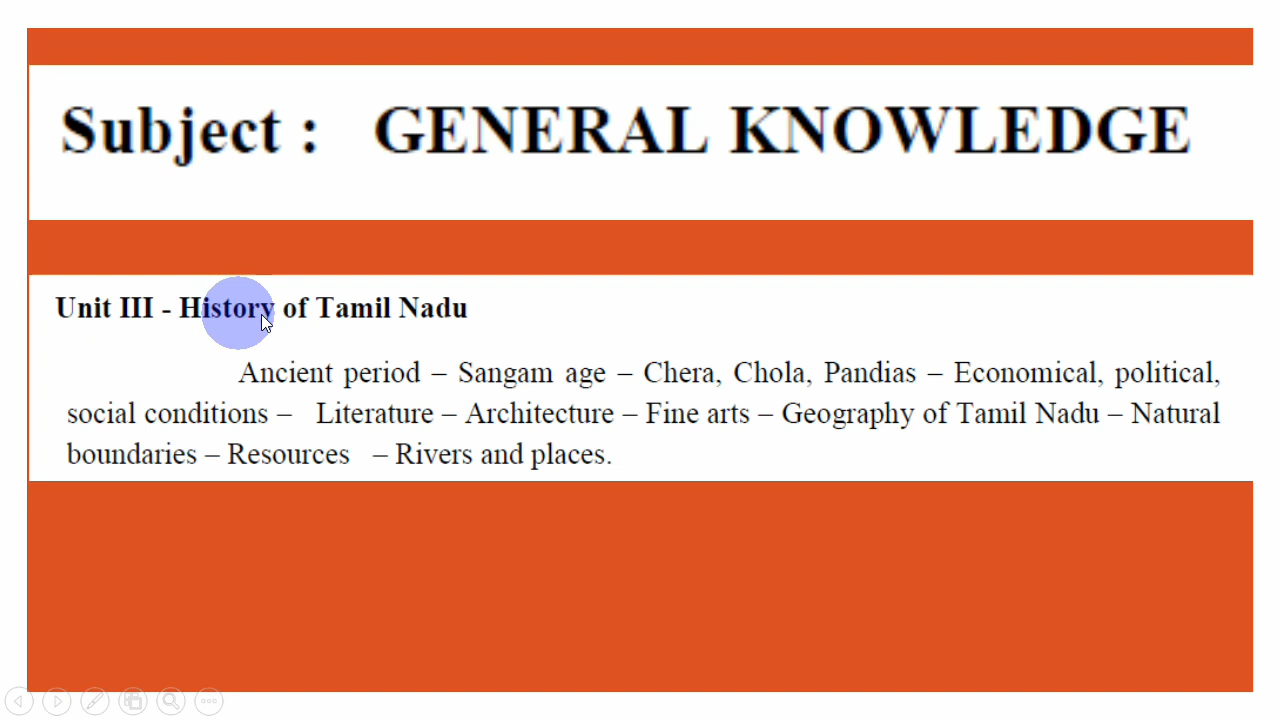 Subject : GENERAL KNOWLEDGE
Unit III - History of Tamil Nadu
Ancient period – Sangam age – Chera, Chola, Pandias – Economical, political,
social conditions – Literature – Architecture – Fine arts – Geography of Tamil Nadu – Natural
boundaries – Resources – Rivers and places.